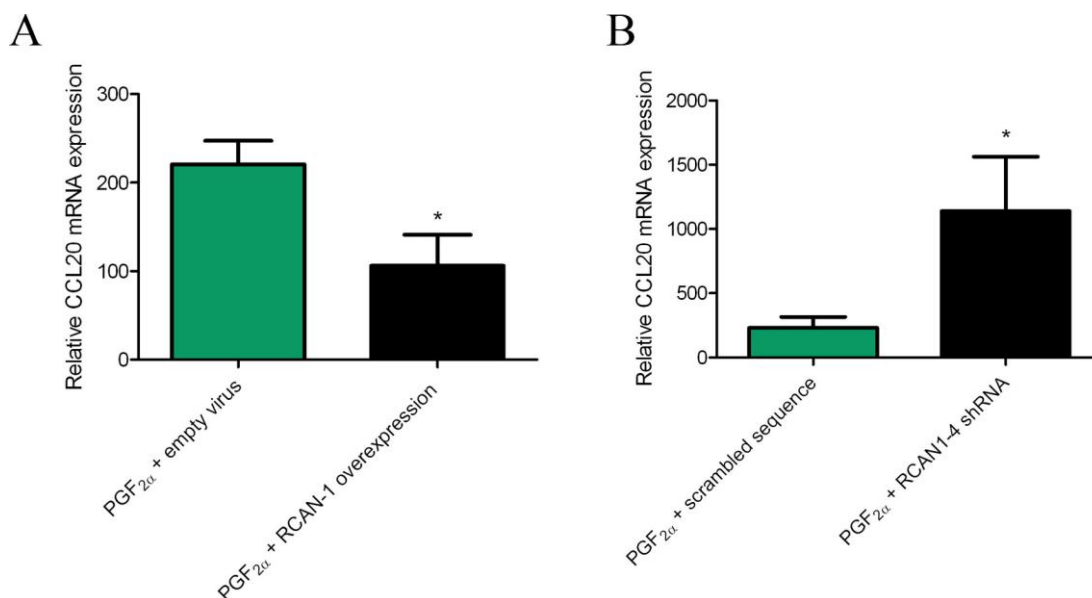 A
Relative CCL20 mRNA expression
300
200
100
0
*
PGF2α + empty virus
PGF2α + RCAN-1 overexpression
B
Relative CCL20 mRNA expression
2000
1500
1000
500
0
*
PGF2α + scrambled sequence
PGF2α + RCAN1-4 shRNA